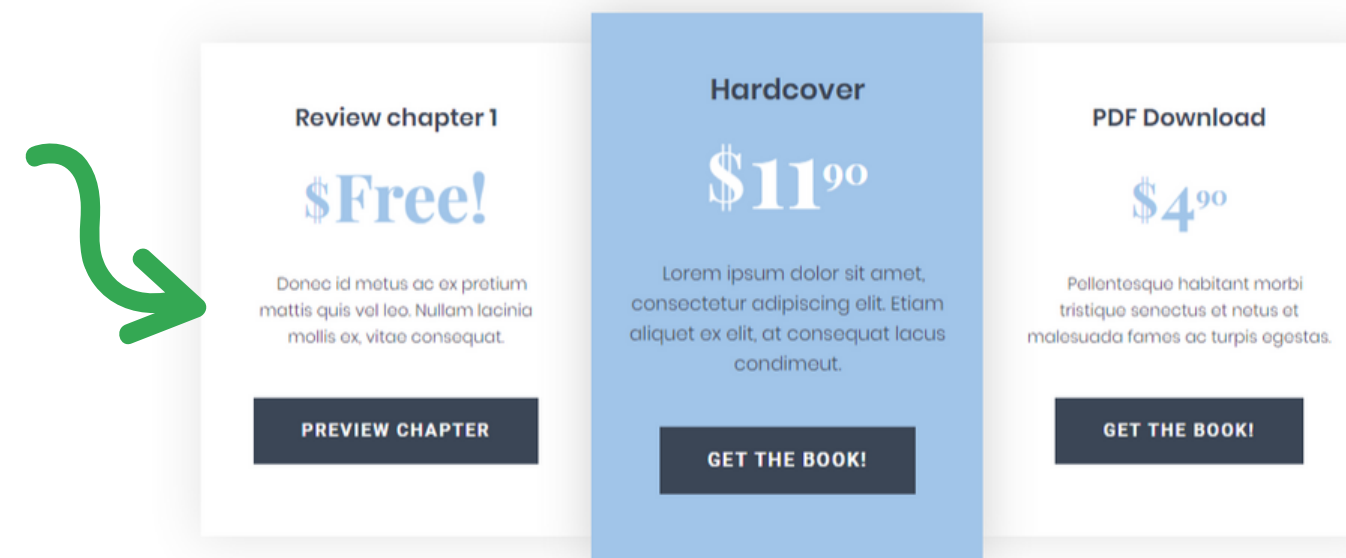 Review chapter 1
$Free!
Donec id metus ac ex pretium
mattis quis vel leo. Nullam lacinia
mollis ex, vitae consequat.
PREVIEW CHAPTER
Hardcover
$1190
Lorem ipsum dolor sit amet,
consectetur adipiscing elit. Etiam
aliquet ex elit, at consequat lacus
condimeut.
GET THE BOOK!
PDF Download
$490
Pellentesque habitant morbi
tristique senectus et netus et
malesuada fames ac turpis egestas.
GET THE BOOK!